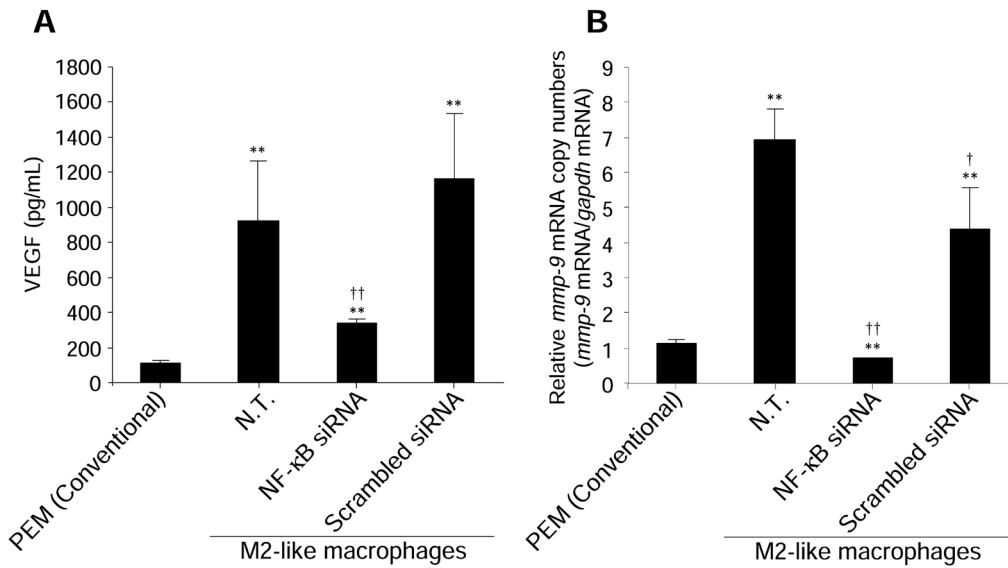 A
VEGF (pg/mL)
1800
1600
1400
1200
1000
800
600
400
200
0
**
††
**
**
PEM (Conventional)
N.T.
NF-κB siRNA
Scrambled siRNA
M2-like macrophages
B
Relative mmp-9 mRNA copy numbers
(mmp-9 mRNA/gapdh mRNA)
9
8
7
6
5
4
3
2
1
0
**
††
**
†
**
PEM (Conventional)
N.T.
NF-κB siRNA
Scrambled siRNA
M2-like macrophages